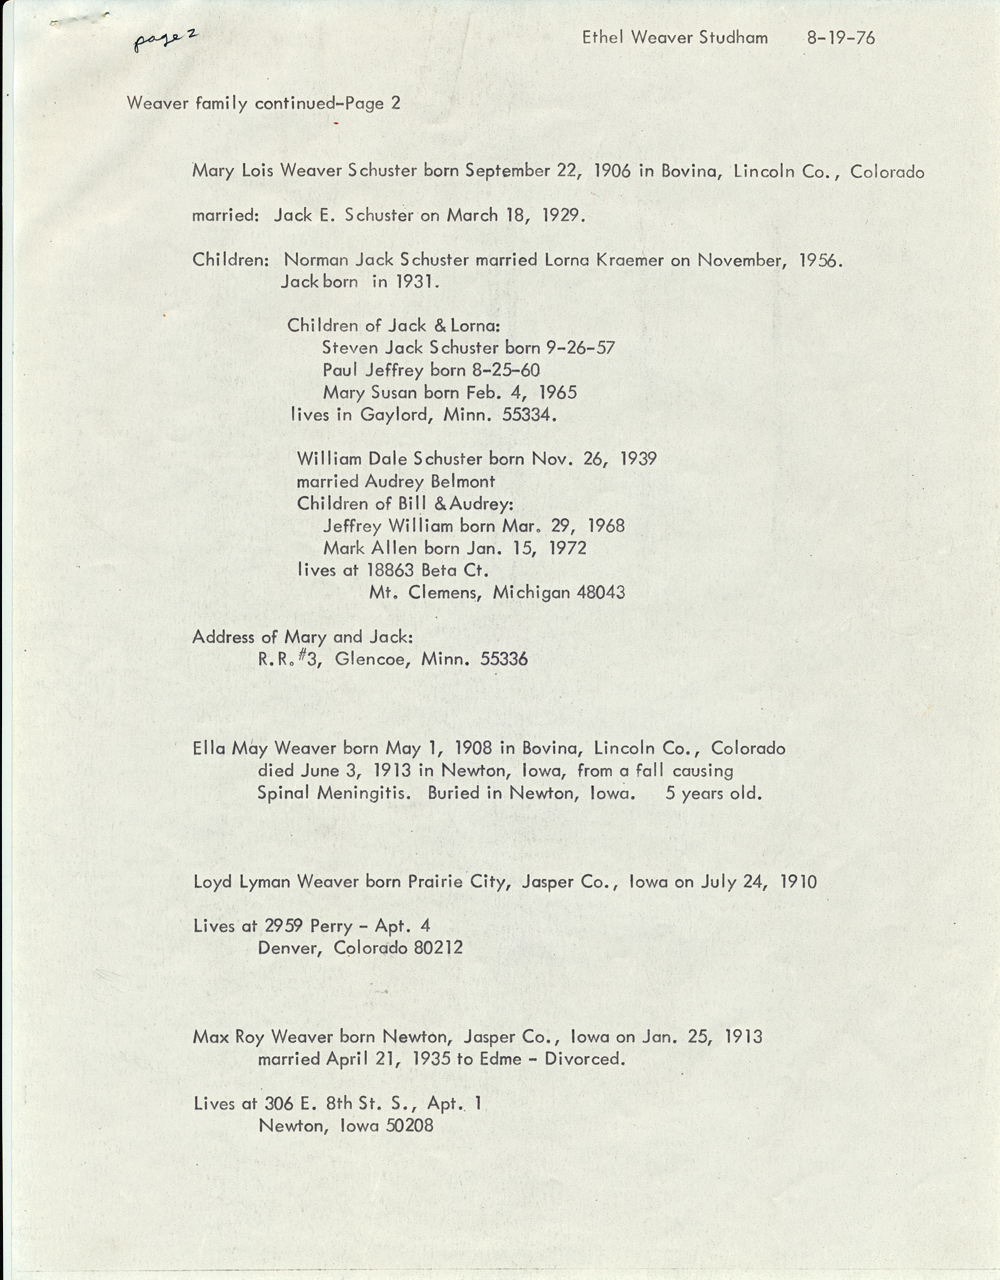 page 2
Ethel Weaver Studham 8-19-76
Weaver family continued-Page 2
Mary Lois Weaver Schuster born September 22, 1906 in Bovina, Lincoln Co., Colorado
married: Jack E. Schuster on March 18, 1929.
Children: Norman Jack Schuster married Lorna Kraemer on November, 1956.
Jack born in 1931.
Children of Jack & Lorna:
Steven Jack Schuster born 9-26-57
Paul Jeffrey born 8-25-60
Mary Susan born Feb. 4, 1965
lives in Gaylord, Minn. 55334.
William Dale Schuster born Nov. 26, 1939
married Audrey Belmont
Children of Bill & Audrey:
Jeffrey William born Mar. 29, 1968
Mark Allen born Jan. 15, 1972
lives at 18863 Beta Ct.
Mt. Clemens, Michigan 48043
Address of Mary and Jack:
R.R. #3, Glencoe, Minn. 55336
Ella May Weaver born May 1, 1908 in Bovina, Lincoln Co., Colorado
died June 3, 1913 in Newton, Iowa, from a fall causing
Spinal Meningitis. Buried in Newton, Iowa. 5 years old.
Loyd Lyman Weaver born Prairie City, Jasper Co., Iowa on July 24, 1910
Lives at 2959 Perry - Apt. 4
Denver, Colorado 80212
Max Roy Weaver born Newton, Jasper Co., Iowa on Jan. 25, 1913
married April 21, 1935 to Edme - Divorced.
Lives at 306 E. 8th St. S., Apt. 1
Newton, Iowa 50208